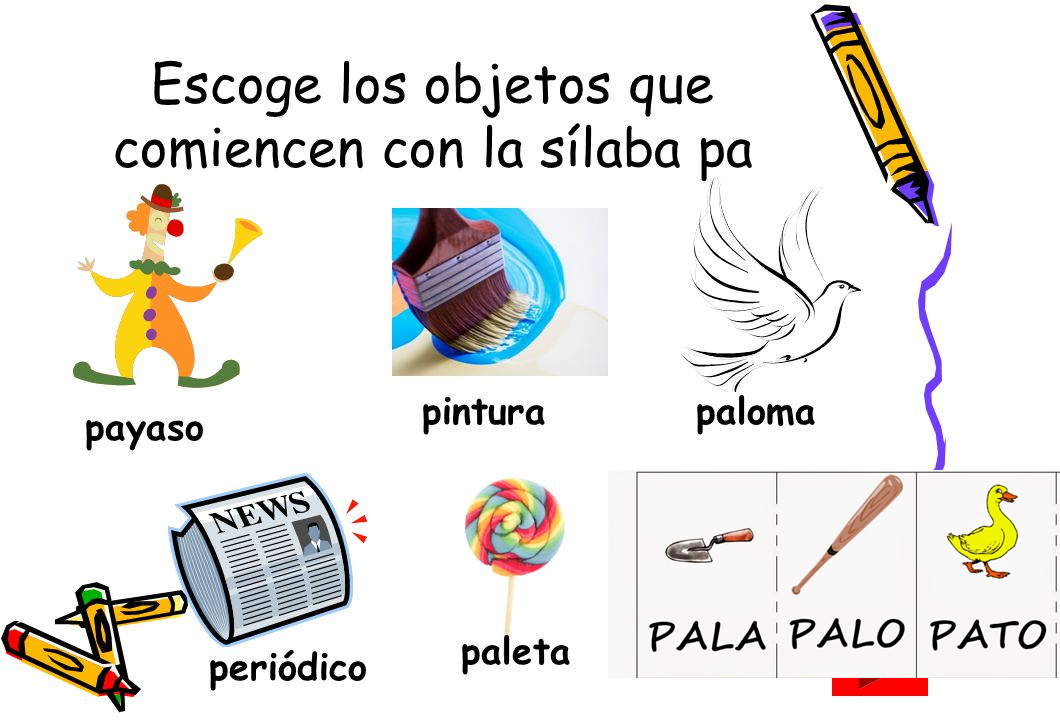 Escoge los objetos que
comiencen con la sílaba pa
payaso
pintura
paloma
NEWS
periódico
paleta
PALA
PALO
PATO